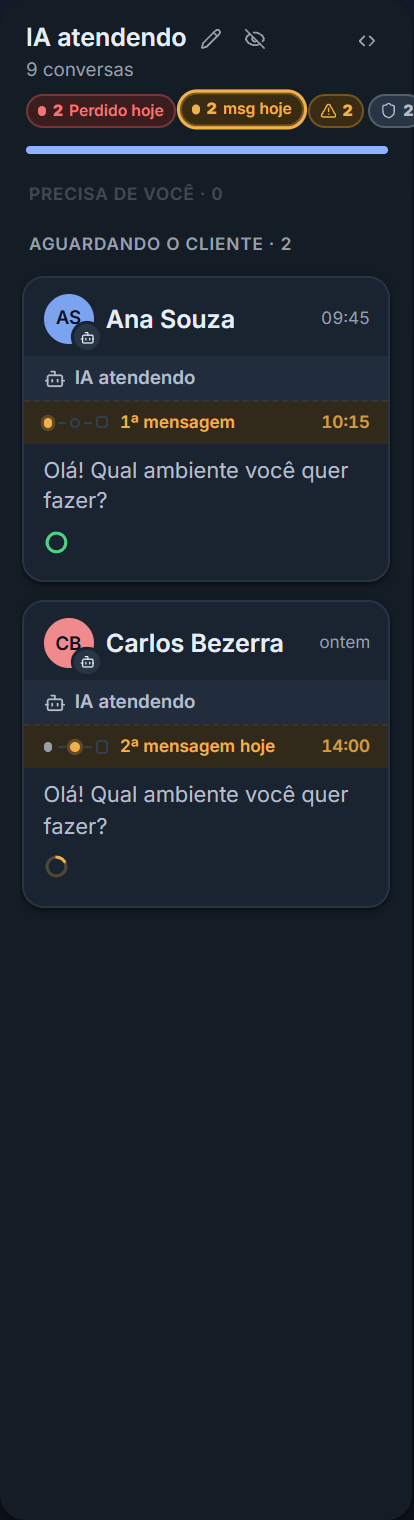 IA atendendo
9 conversas
2 Perdido hoje
2 msg hoje
2
2
PRECISA DE VOCÊ · 0
AGUARDANDO O CLIENTE · 2
AS
Ana Souza
09:45
IA atendendo
1ª mensagem
10:15
Olá! Qual ambiente você quer
fazer?
CB
Carlos Bezerra
ontem
IA atendendo
2ª mensagem hoje
14:00
Olá! Qual ambiente você quer
fazer?